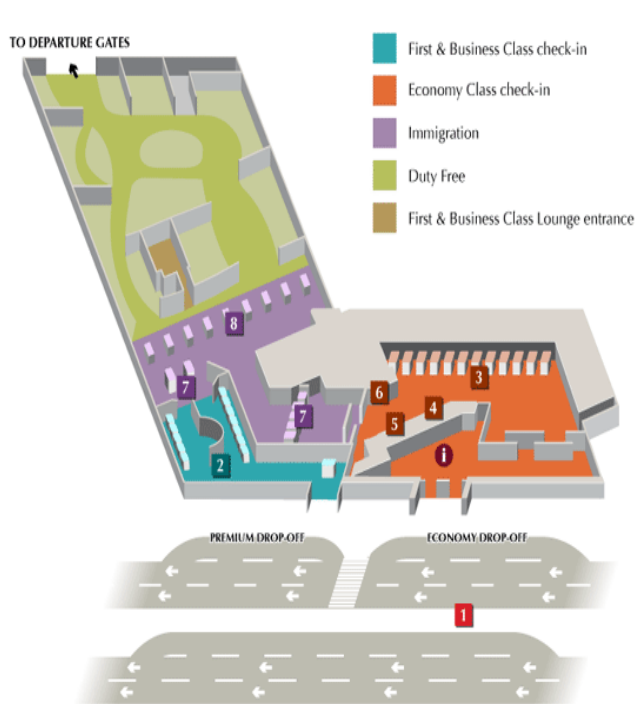 TO DEPARTURE GATES
First & Business Class check-in
Economy Class check-in
Immigration
Duty Free
First & Business Class Lounge entrance
8
7
3
6
7
4
5
i
2
PREMIUM DROP-OFF
ECONOMY DROP-OFF
1